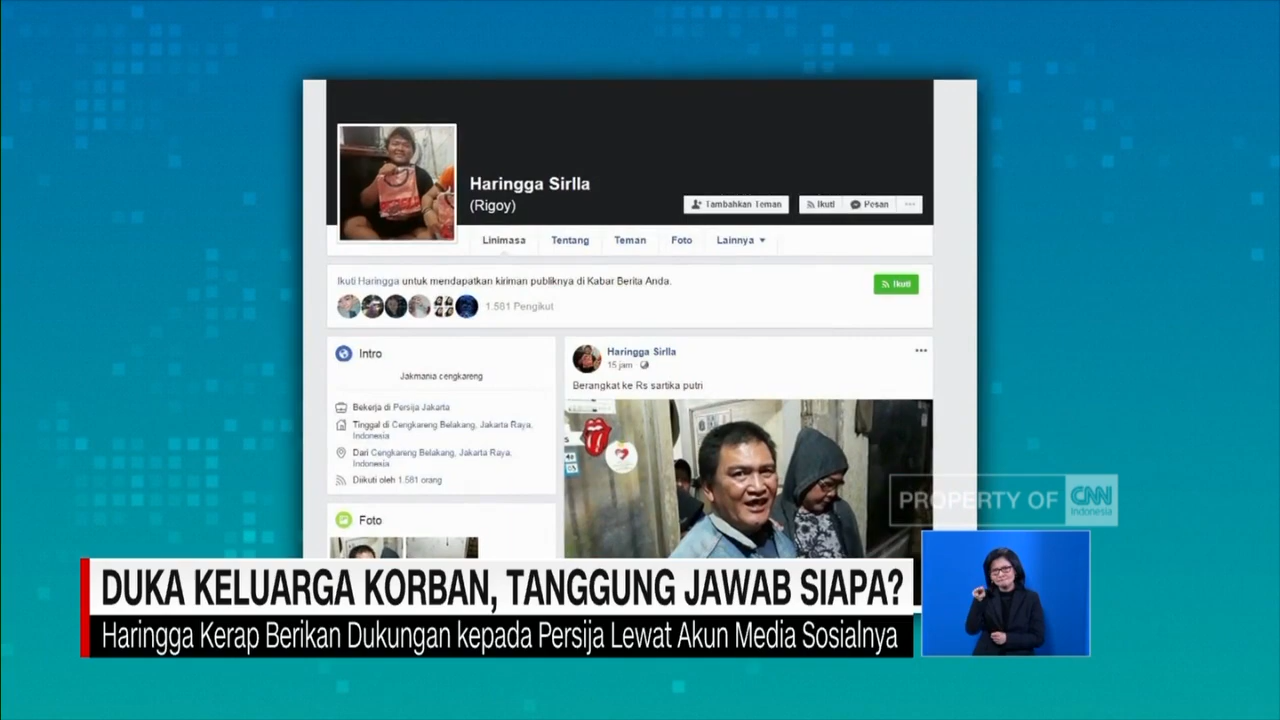 Haringga Sirlla
(Rigoy)
Tambahkan Teman
Ikuti
Pesan
Linimasa
Tentang
Teman
Foto
Lainnya
Ikuti Haringga untuk mendapatkan kiriman publiknya di Kabar Berita Anda.
Ikuti
1.561 Pengikut
Intro
Jakmania cengkareng
Bekerja di Persija Jakarta
Tinggal di Cengkareng Belakang, Jakarta Raya,
Indonesia
Dari Cengkareng Belakang, Jakarta Raya,
Indonesia
Diikuti oleh 1.561 orang
Foto
Haringga Sirlla
15 jam
Berangkat ke Rs sartika putri
PROPERTY OF CNN
Indonesia
DUKA KELUARGA KORBAN, TANGGUNG JAWAB SIAPA?
Haringga Kerap Berikan Dukungan kepada Persija Lewat Akun Media Sosialnya